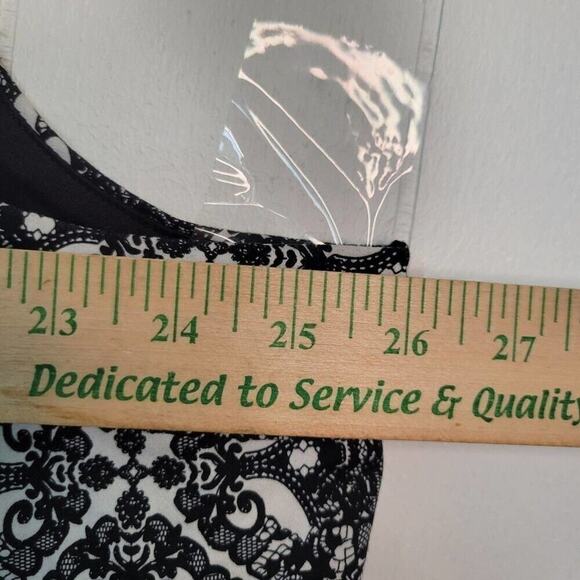 23 24 25 26 27
Dedicated to Service & Quality